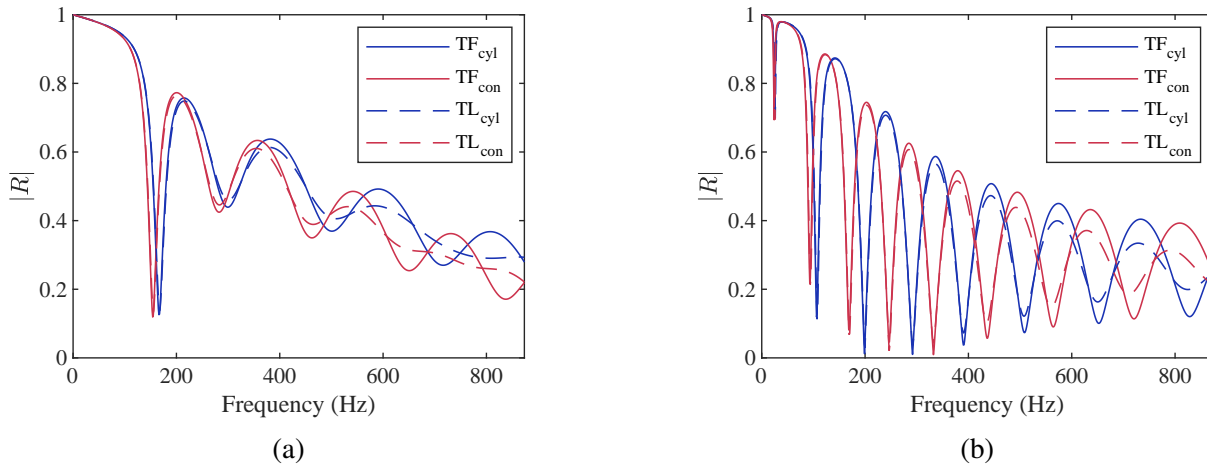 1
0.8
0.6
0.4
0.2
0
|R|
0 200 400 600 800
Frequency (Hz)
TF_cyl
TF_con
TL_cyl
TL_con
(a)
1
0.8
0.6
0.4
0.2
0
|R|
0 200 400 600 800
Frequency (Hz)
TF_cyl
TF_con
TL_cyl
TL_con
(b)